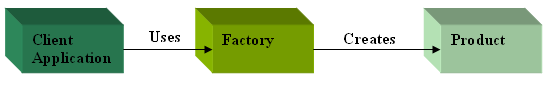 Client
Application
Uses
Factory
Creates
Product